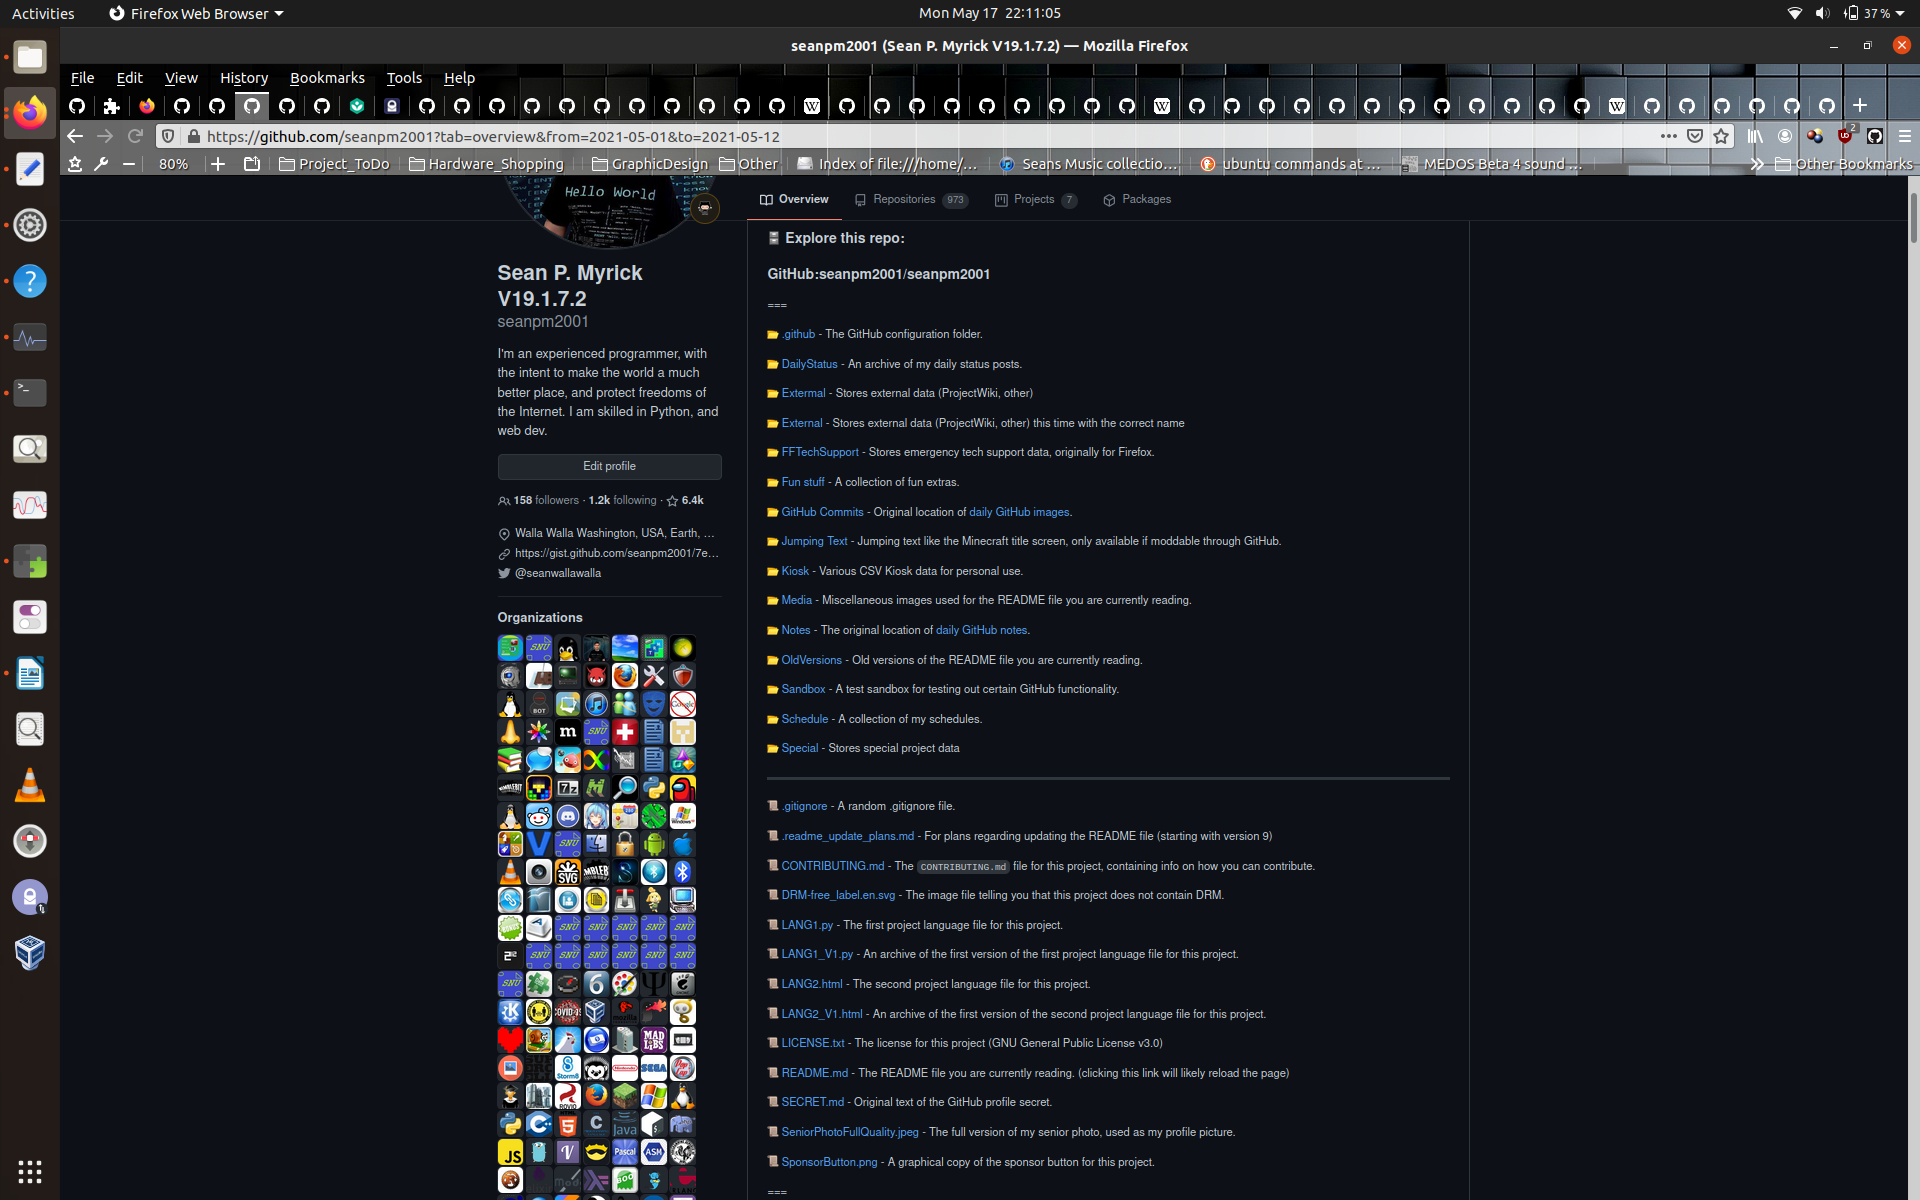 Activities
Firefox Web Browser
Mon May 17 22:11:05
37 %
seanpm2001 (Sean P. Myrick V19.1.7.2) — Mozilla Firefox
File Edit View History Bookmarks Tools Help
https://github.com/seanpm2001?tab=overview&from=2021-05-01&to=2021-05-12
2
80%
Project_ToDo
Hardware_Shopping
GraphicDesign
Other
Index of file:///home/...
Seans Music collectio...
ubuntu commands at ...
MEDOS Beta 4 sound ...
Other Bookmarks
Hello World
Overview
Repositories 973
Projects 7
Packages
Sean P. Myrick
V19.1.7.2
seanpm2001
I'm an experienced programmer, with
the intent to make the world a much
better place, and protect freedoms of
the Internet. I am skilled in Python, and
web dev.
Edit profile
158 followers · 1.2k following · 6.4k
Walla Walla Washington, USA, Earth, ...
https://gist.github.com/seanpm2001/7e...
@seanwallawalla
Organizations
Explore this repo:
GitHub:seanpm2001/seanpm2001
===
.github - The GitHub configuration folder.
DailyStatus - An archive of my daily status posts.
Extermal - Stores external data (ProjectWiki, other)
External - Stores external data (ProjectWiki, other) this time with the correct name
FFTechSupport - Stores emergency tech support data, originally for Firefox.
Fun stuff - A collection of fun extras.
GitHub Commits - Original location of daily GitHub images.
Jumping Text - Jumping text like the Minecraft title screen, only available if moddable through GitHub.
Kiosk - Various CSV Kiosk data for personal use.
Media - Miscellaneous images used for the README file you are currently reading.
Notes - The original location of daily GitHub notes.
OldVersions - Old versions of the README file you are currently reading.
Sandbox - A test sandbox for testing out certain GitHub functionality.
Schedule - A collection of my schedules.
Special - Stores special project data
.gitignore - A random .gitignore file.
.readme_update_plans.md - For plans regarding updating the README file (starting with version 9)
CONTRIBUTING.md - The CONTRIBUTING.md file for this project, containing info on how you can contribute.
DRM-free_label.en.svg - The image file telling you that this project does not contain DRM.
LANG1.py - The first project language file for this project.
LANG1_V1.py - An archive of the first version of the first project language file for this project.
LANG2.html - The second project language file for this project.
LANG2_V1.html - An archive of the first version of the second project language file for this project.
LICENSE.txt - The license for this project (GNU General Public License v3.0)
README.md - The README file you are currently reading. (clicking this link will likely reload the page)
SECRET.md - Original text of the GitHub profile secret.
SeniorPhotoFullQuality.jpeg - The full version of my senior photo, used as my profile picture.
SponsorButton.png - A graphical copy of the sponsor button for this project.
===